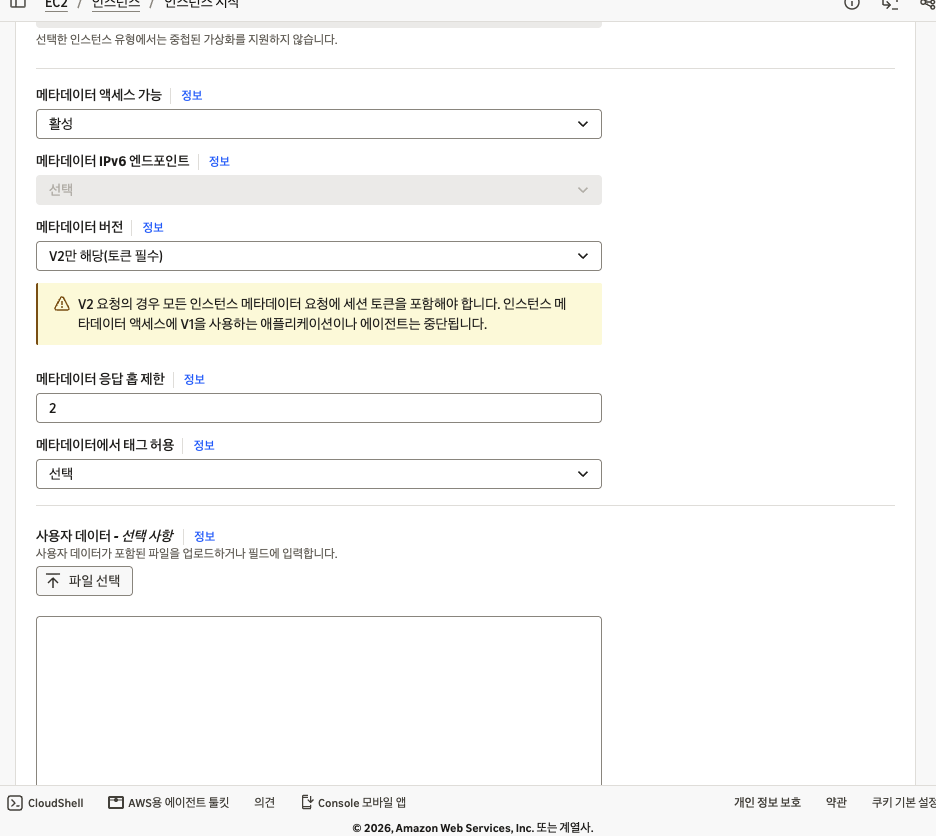 EC2 / 인스턴스 / 인스턴스 시작
선택한 인스턴스 유형에서는 중첩된 가상화를 지원하지 않습니다.
메타데이터 액세스 가능 정보
활성
메타데이터 IPv6 엔드포인트 정보
선택
메타데이터 버전 정보
V2만 해당(토큰 필수)
V2 요청의 경우 모든 인스턴스 메타데이터 요청에 세션 토큰을 포함해야 합니다. 인스턴스 메
타데이터 액세스에 V1을 사용하는 애플리케이션이나 에이전트는 중단됩니다.
메타데이터 응답 홉 제한 정보
2
메타데이터에서 태그 허용 정보
선택
사용자 데이터 - 선택 사항 정보
사용자 데이터가 포함된 파일을 업로드하거나 필드에 입력합니다.
파일 선택
CloudShell AWS용 에이전트 툴킷 의견 Console 모바일 앱 개인 정보 보호 약관 쿠키 기본 설정
© 2026, Amazon Web Services, Inc. 또는 계열사.